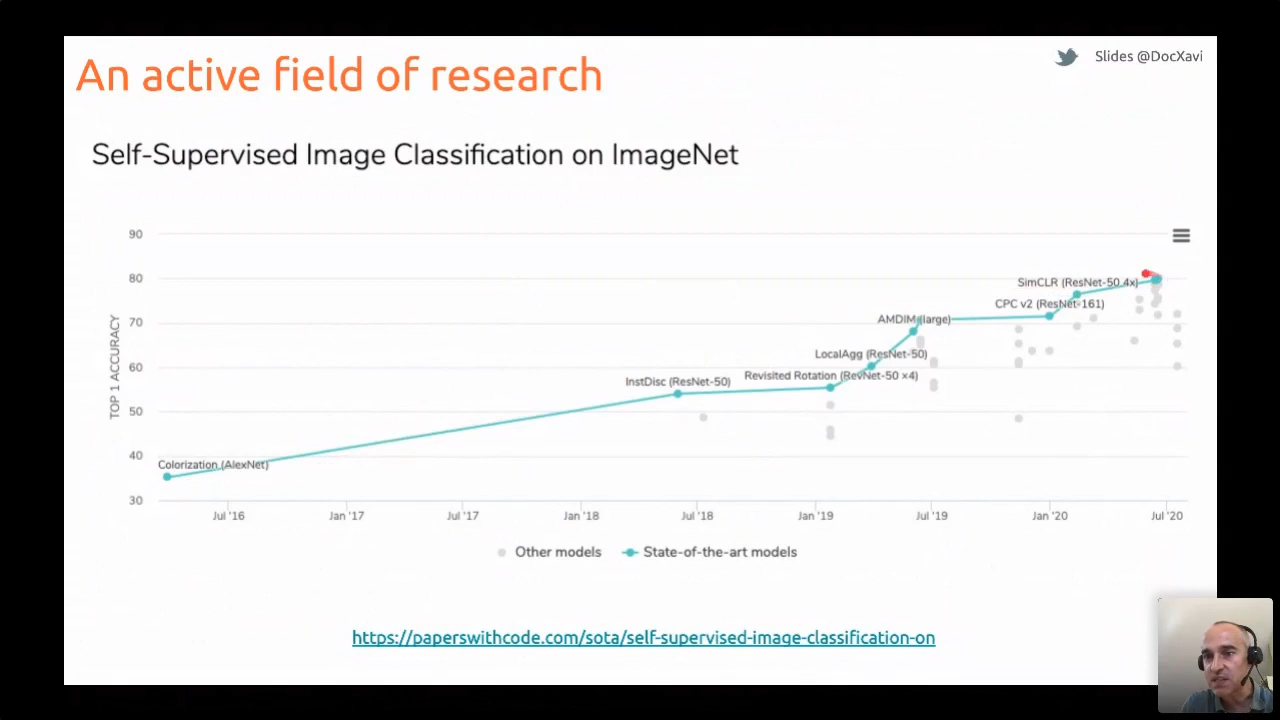 An active field of research
Slides @DocXavi
Self-Supervised Image Classification on ImageNet
90
80
70
60
50
40
30
TOP 1 ACCURACY
SimCLR (ResNet-50 4x)
CPC v2 (ResNet-161)
AMDIM (large)
LocalAgg (ResNet-50)
Revisited Rotation (RevNet-50 ×4)
InstDisc (ResNet-50)
Colorization (AlexNet)
Jul '16 Jan '17 Jul '17 Jan '18 Jul '18 Jan '19 Jul '19 Jan '20 Jul '20
Other models State-of-the-art models
https://paperswithcode.com/sota/self-supervised-image-classification-on